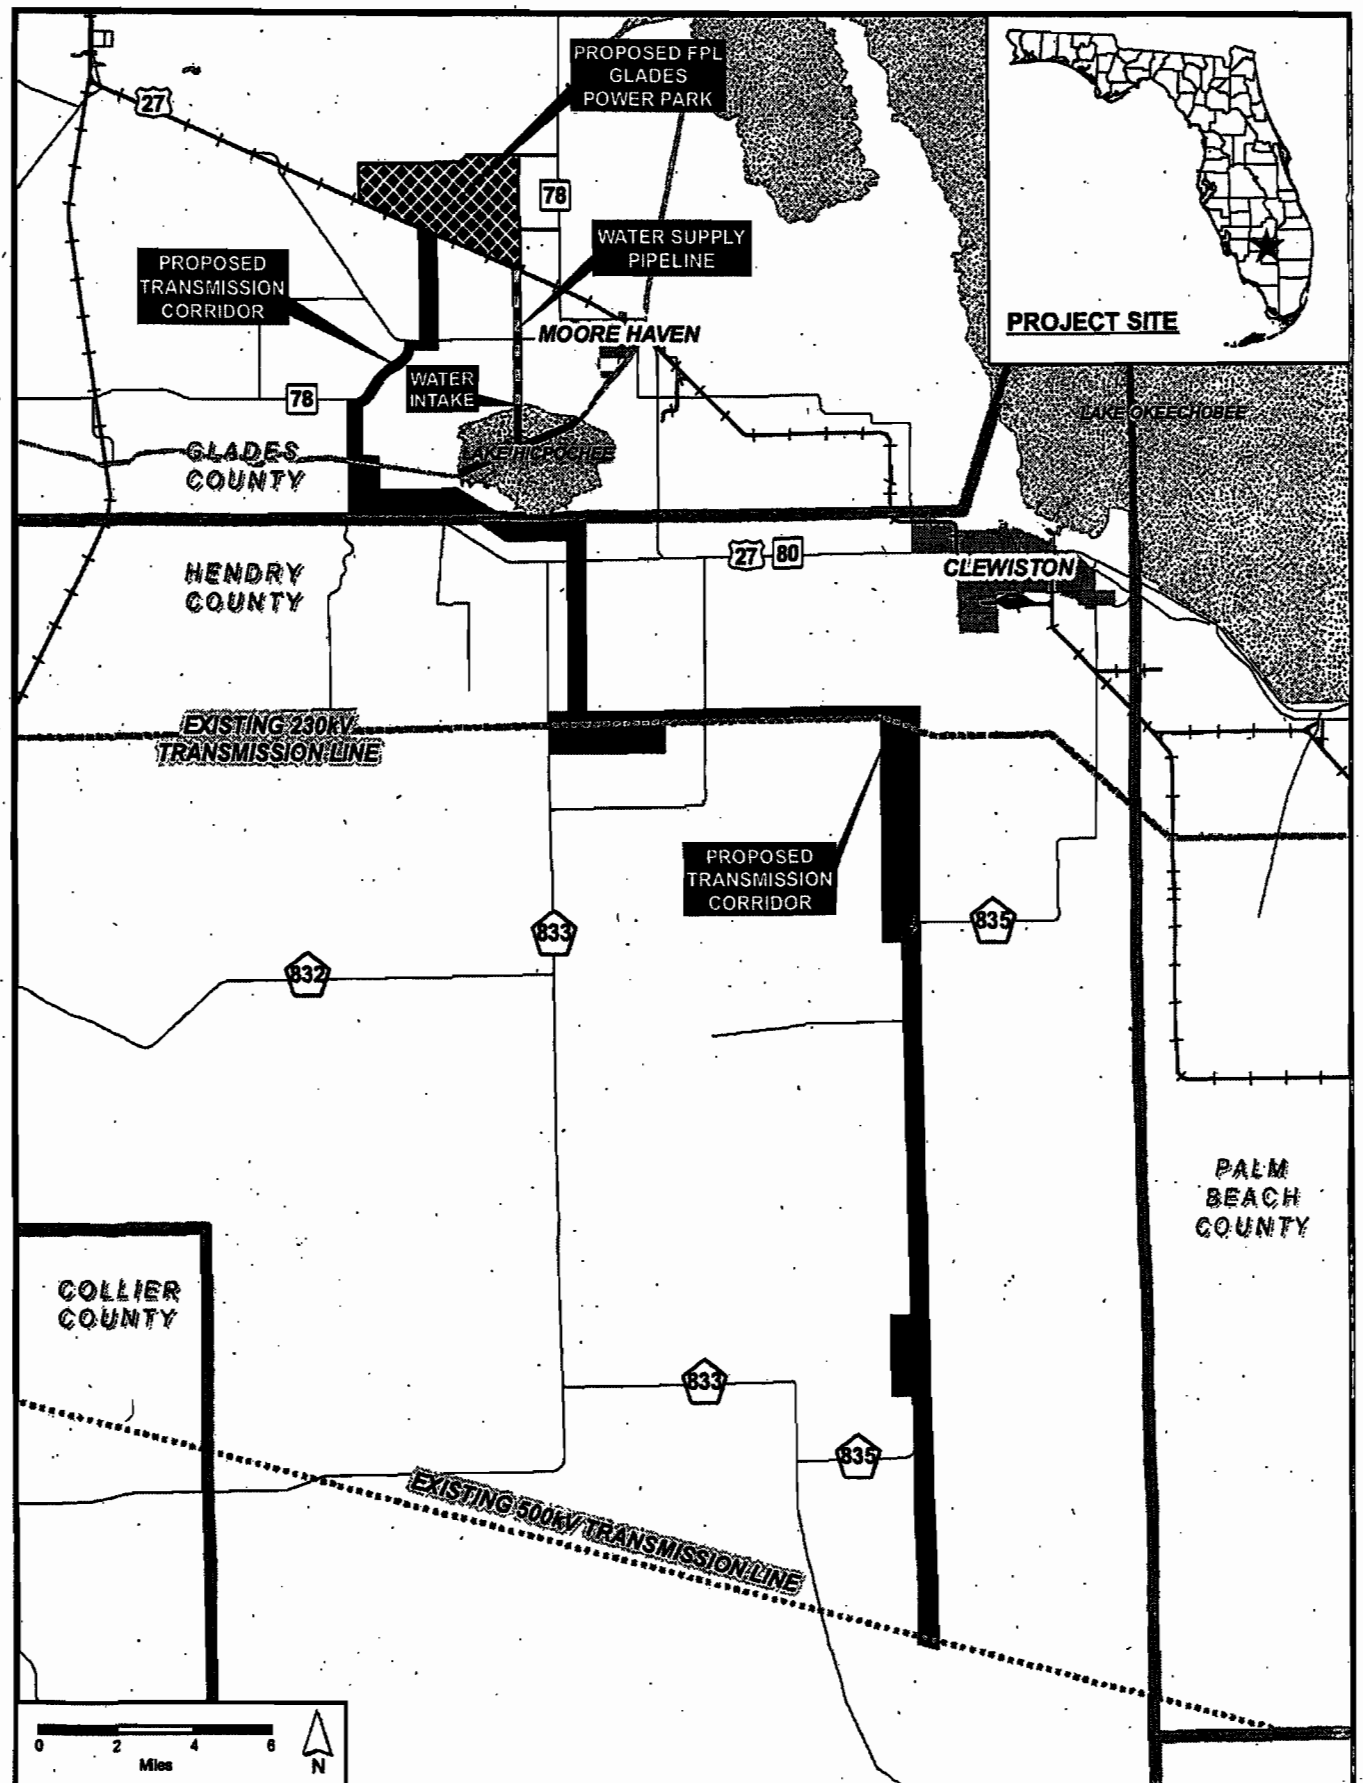 PROPOSED FPL
GLADES
POWER PARK
27
78
WATER SUPPLY
PIPELINE
PROPOSED
TRANSMISSION
CORRIDOR
PROJECT SITE
MOORE HAVEN
WATER
INTAKE
78
LAKE OKEECHOBEE
GLADES
COUNTY
LAKE HICPOCHEE
HENDRY
COUNTY
27 80
CLEWISTON
EXISTING 230kV
TRANSMISSION LINE
PROPOSED
TRANSMISSION
CORRIDOR
833
835
832
PALM
BEACH
COUNTY
COLLIER
COUNTY
833
835
EXISTING 500kV TRANSMISSION LINE
0 2 4 6
Miles
N